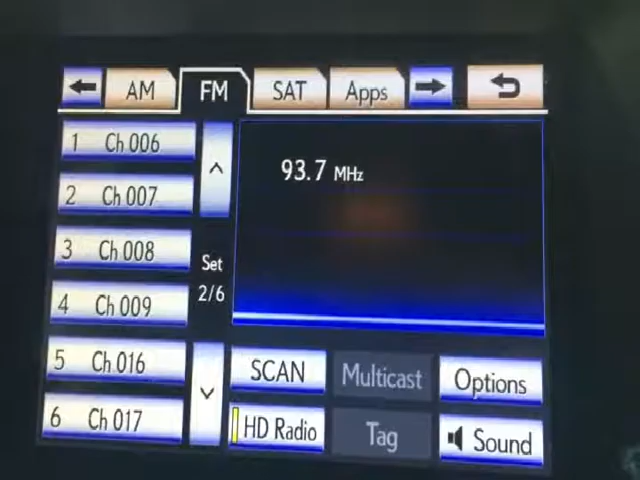 AM FM SAT Apps
1 Ch 006
93.7 MHz
2 Ch 007
3 Ch 008
Set
2/6
4 Ch 009
5 Ch 016
SCAN Multicast Options
6 Ch 017
HD Radio Tag Sound